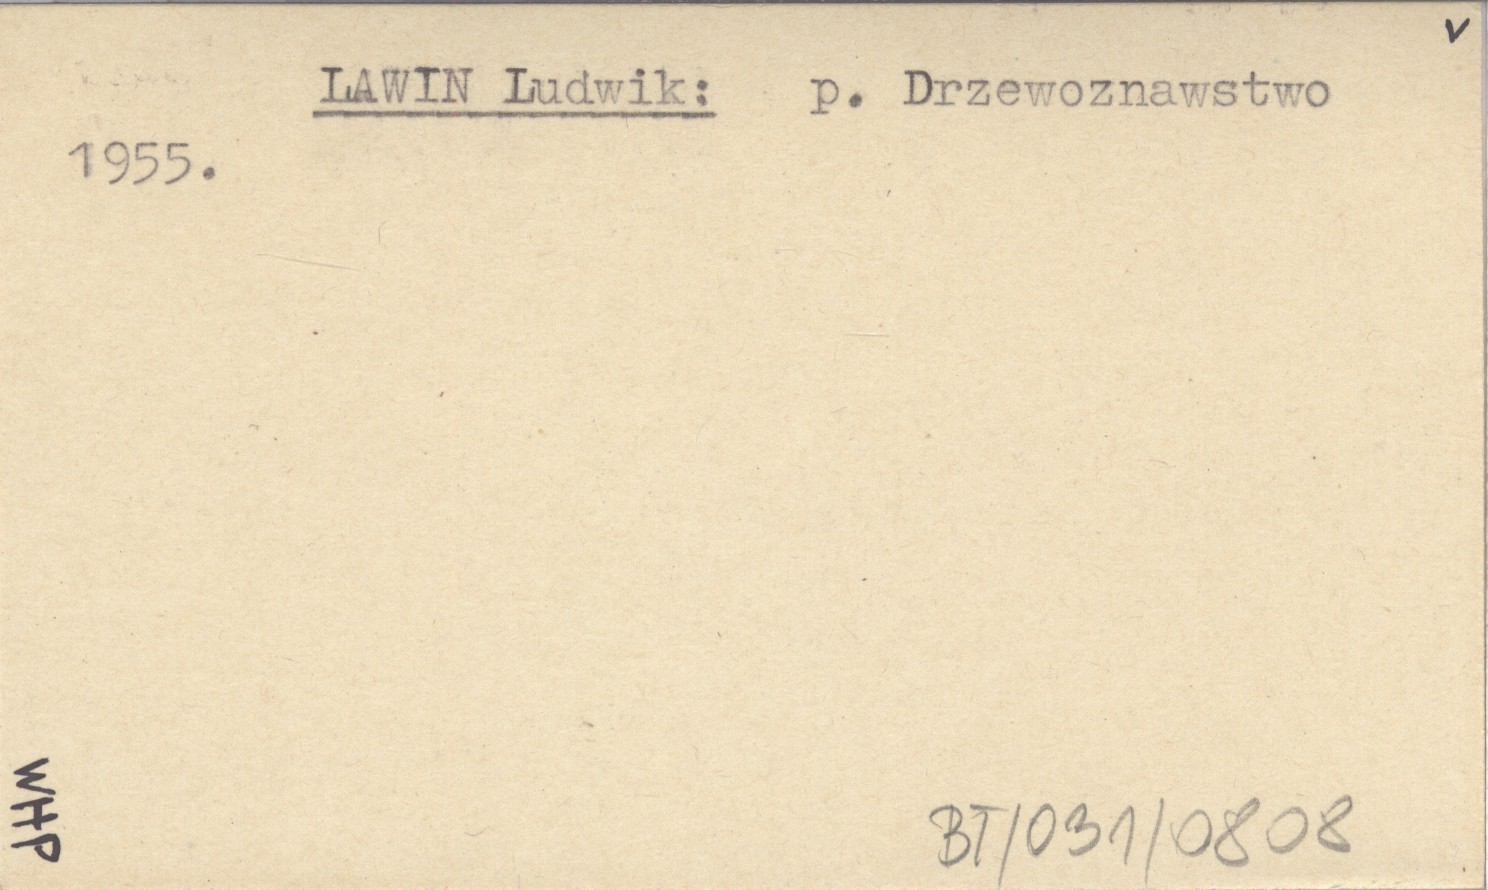 v
LAWIN Ludwik: p. Drzewoznawstwo
1955.
WHP
BT/031/0808